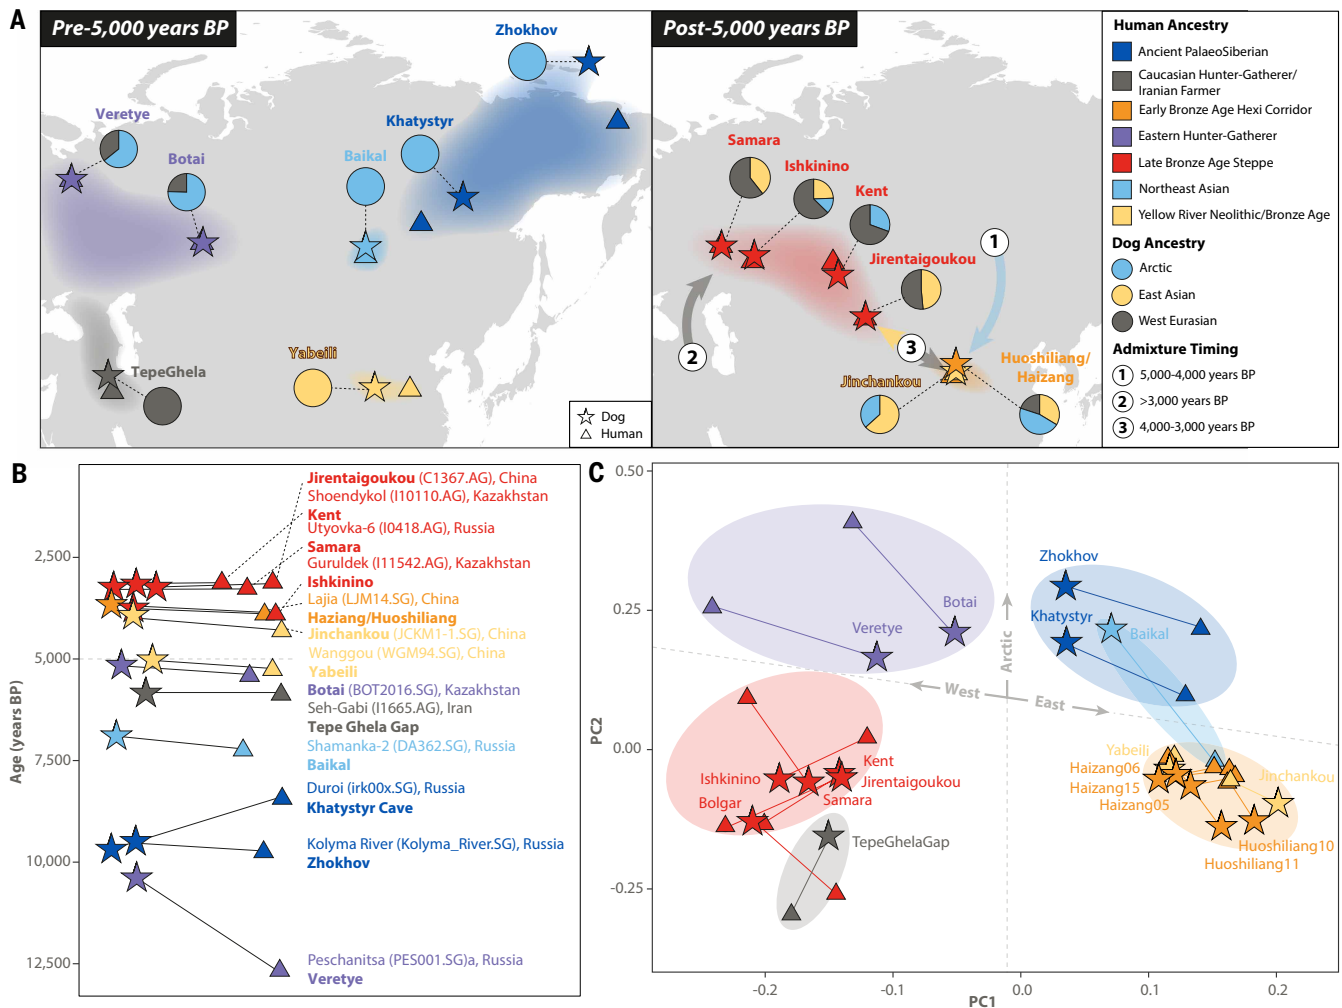 A
Pre-5,000 years BP
Zhokhov
Veretye
Botai
Khatystyr
Baikal
TepeGhela
Yabeili
Dog
Human
Post-5,000 years BP
Samara
Ishkinino
Kent
Jirentaigoukou
1
2
3
Huoshiliang/
Haizang
Jinchankou
Human Ancestry
Ancient PalaeoSiberian
Caucasian Hunter-Gatherer/
Iranian Farmer
Early Bronze Age Hexi Corridor
Eastern Hunter-Gatherer
Late Bronze Age Steppe
Northeast Asian
Yellow River Neolithic/Bronze Age
Dog Ancestry
Arctic
East Asian
West Eurasian
Admixture Timing
1 5,000-4,000 years BP
2 >3,000 years BP
3 4,000-3,000 years BP
B
Age (years BP)
2,500
5,000
7,500
10,000
12,500
Jirentaigoukou (C1367.AG), China
Shoendykol (I10110.AG), Kazakhstan
Kent
Utyovka-6 (I0418.AG), Russia
Samara
Guruldek (I11542.AG), Kazakhstan
Ishkinino
Lajia (LJM14.SG), China
Haziang/Huoshiliang
Jinchankou (JCKM1-1.SG), China
Wanggou (WGM94.SG), China
Yabeili
Botai (BOT2016.SG), Kazakhstan
Seh-Gabi (I1665.AG), Iran
Tepe Ghela Gap
Shamanka-2 (DA362.SG), Russia
Baikal
Duroi (irk00x.SG), Russia
Khatystyr Cave
Kolyma River (Kolyma_River.SG), Russia
Zhokhov
Peschanitsa (PES001.SG)a, Russia
Veretye
C
PC2
0.50
0.25
0.00
-0.25
Zhokhov
Khatystyr
Baikal
Botai
Veretye
Arctic
West
East
Kent
Ishkinino
Jirentaigoukou
Bolgar
Samara
TepeGhelaGap
Yabeili
Haizang06
Haizang15
Haizang05
Jinchankou
Huoshiliang10
Huoshiliang11
-0.2
-0.1
0.0
0.1
0.2
PC1